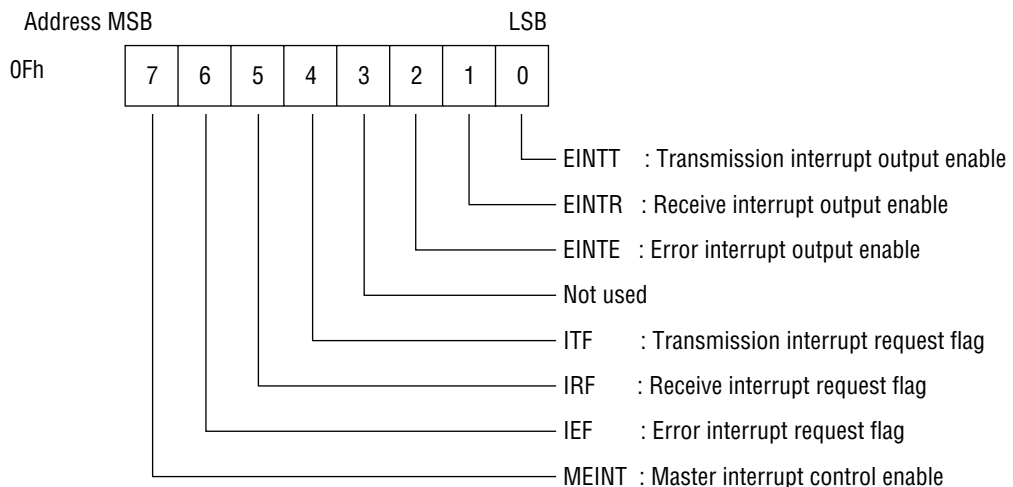 Address MSB LSB
0Fh 7 6 5 4 3 2 1 0
EINTT : Transmission interrupt output enable
EINTR : Receive interrupt output enable
EINTE : Error interrupt output enable
Not used
ITF : Transmission interrupt request flag
IRF : Receive interrupt request flag
IEF : Error interrupt request flag
MEINT : Master interrupt control enable